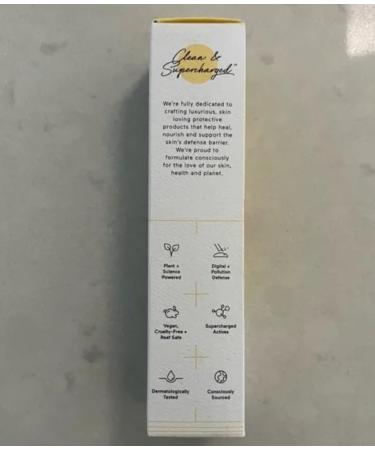 Clean &
Supercharged™
We're fully dedicated to
crafting luxurious, skin
loving protective
products that help heal,
nourish and support the
skin's defense barrier.
We're proud to
formulate consciously
for the love of our skin,
health and planet.
Plant +
Science
Powered
Digital +
Pollution
Defense
Vegan,
Cruelty-Free +
Reef Safe
Supercharged
Actives
Dermatologically
Tested
Consciously
Sourced